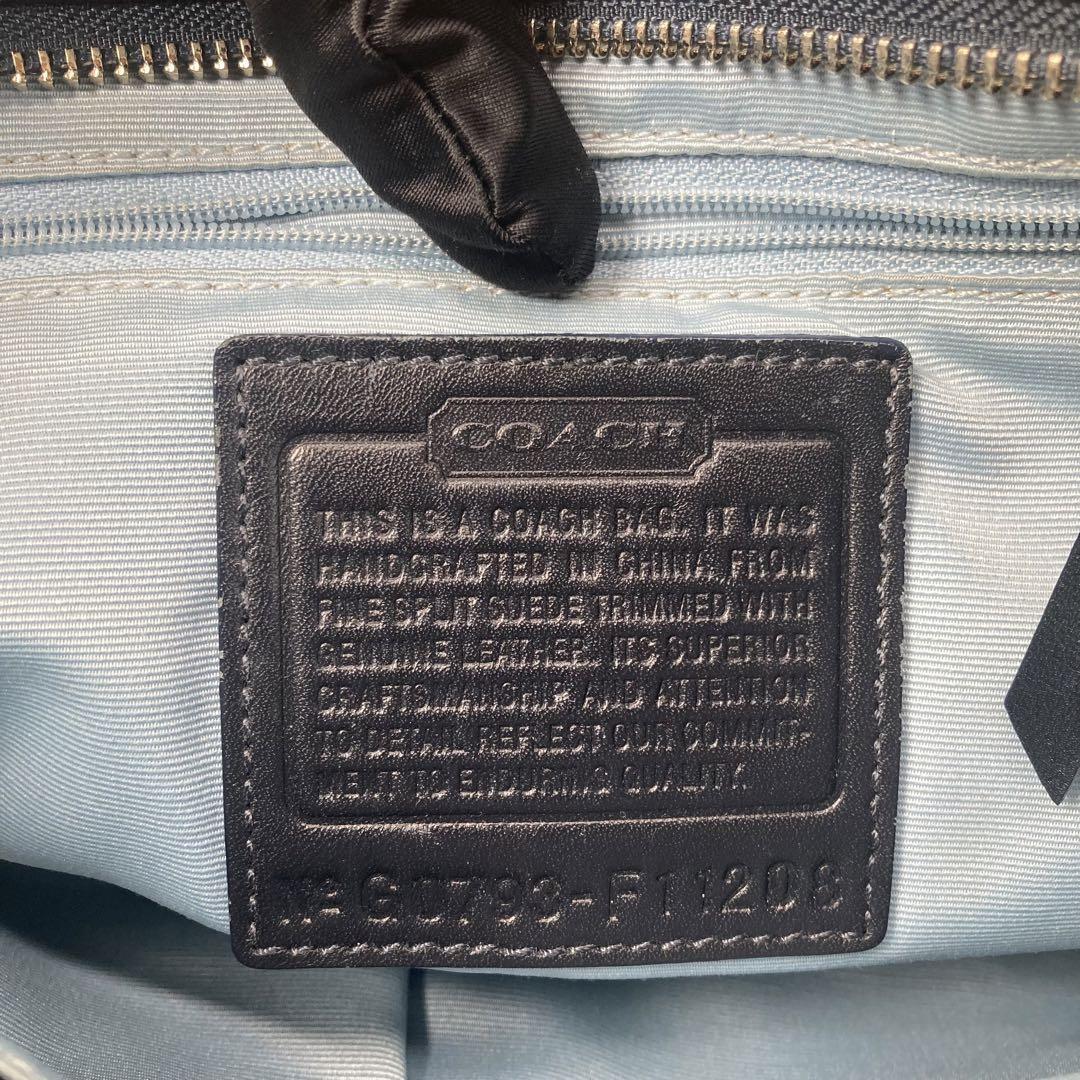 COACH
THIS IS A COACH BAG. IT WAS
HANDCRAFTED IN CHINA FROM
FINE SPLIT SUEDE TRIMMED WITH
GENUINE LEATHER. ITS SUPERIOR
CRAFTSMANSHIP AND ATTENTION
TO DETAIL REFLECT OUR COMMIT-
MENT TO ENDURING QUALITY.
Nº G0793-F11208